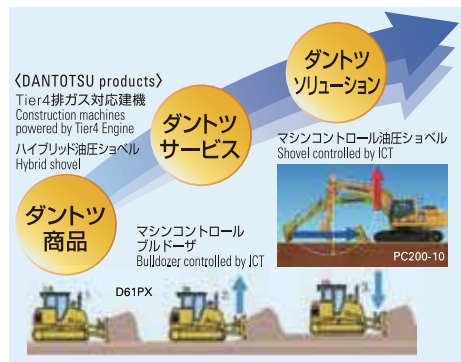 〈DANTOTSU products〉
Tier4排ガス対応建機
Construction machines
powered by Tier4 Engine
ハイブリッド油圧ショベル
Hybrid shovel
ダントツ
商品
ダントツ
サービス
ダントツ
ソリューション
マシンコントロール油圧ショベル
Shovel controlled by ICT
PC200-10
マシンコントロール
ブルドーザ
Bulldozer controlled by ICT
D61PX